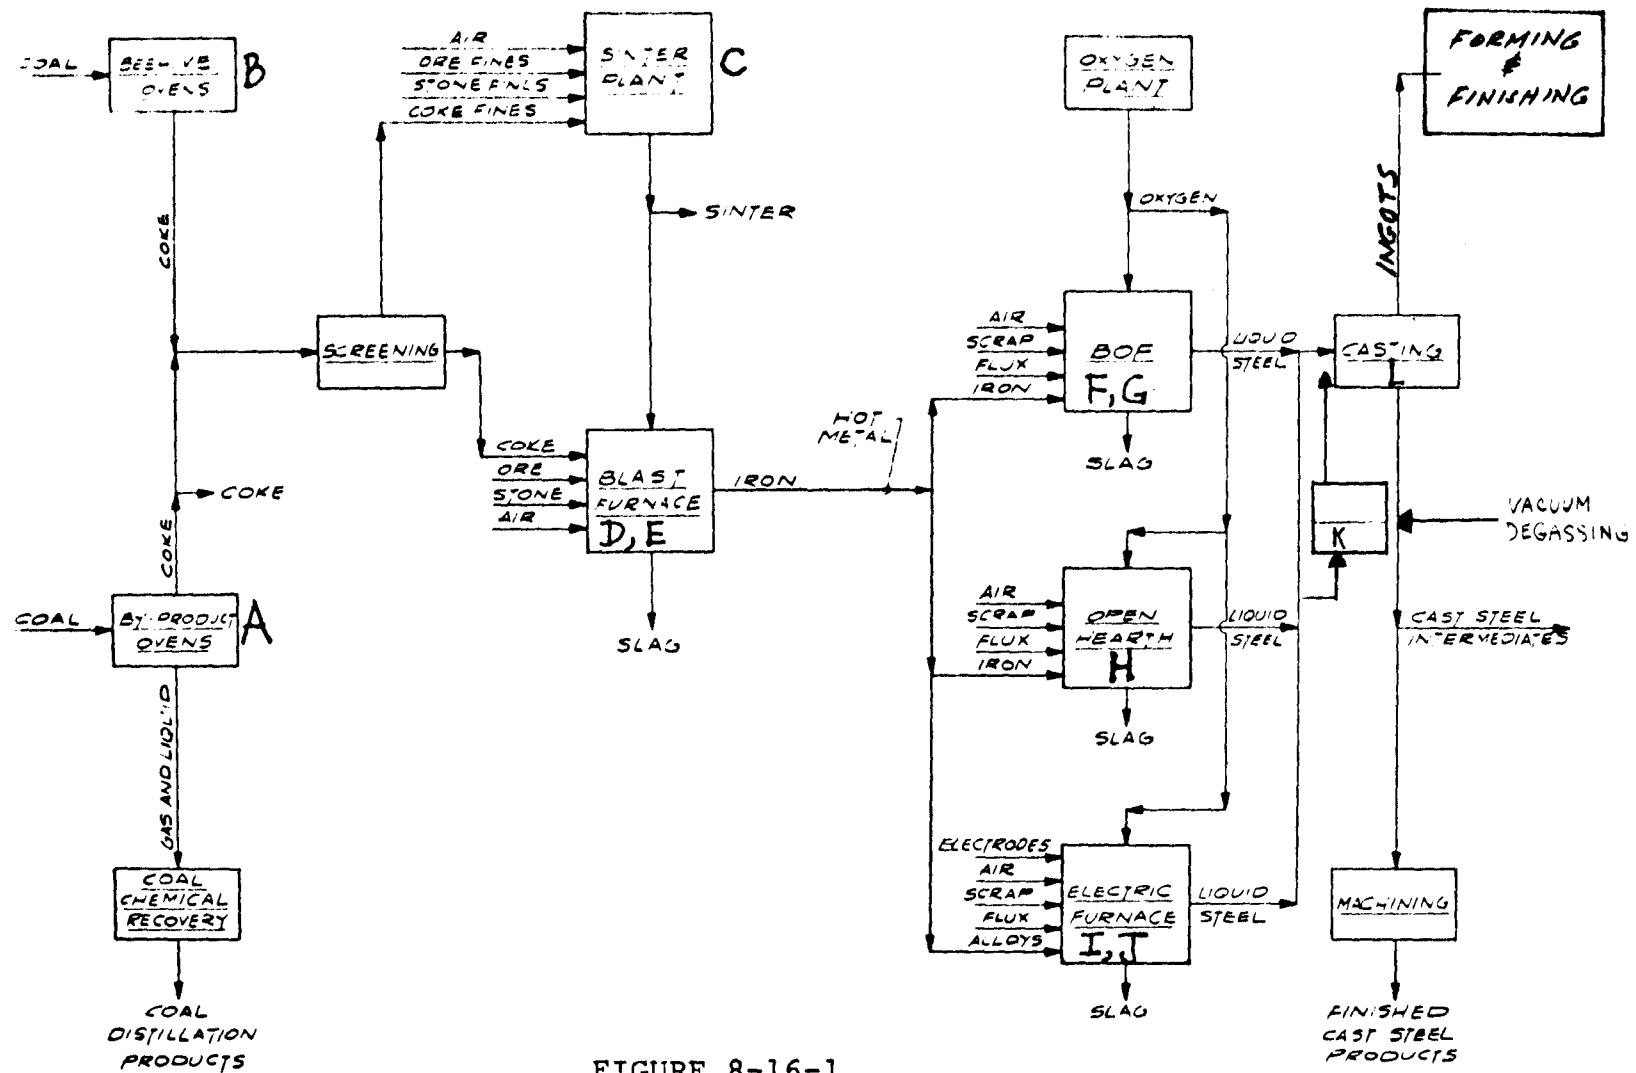 COAL
BEEHIVE
OVENS
B
COKE
COKE
COKE
COAL
BY-PRODUCT
OVENS
A
GAS AND LIQUID
COAL
CHEMICAL
RECOVERY
COAL
DISTILLATION
PRODUCTS
SCREENING
AIR
ORE FINES
STONE FINES
COKE FINES
SINTER
PLANT
C
SINTER
COKE
ORE
STONE
AIR
BLAST
FURNACE
D, E
SLAG
IRON
HOT
METAL
OXYGEN
PLANT
OXYGEN
AIR
SCRAP
FLUX
IRON
BOF
F, G
SLAG
LIQUID
STEEL
AIR
SCRAP
FLUX
IRON
OPEN
HEARTH
H
SLAG
LIQUID
STEEL
ELECTRODES
AIR
SCRAP
FLUX
ALLOYS
ELECTRIC
FURNACE
I, J
SLAG
LIQUID
STEEL
FORMING
&
FINISHING
INGOTS
CASTING
L
K
VACUUM
DEGASSING
CAST STEEL
INTERMEDIATES
MACHINING
FINISHED
CAST STEEL
PRODUCTS
FIGURE 8-16-1